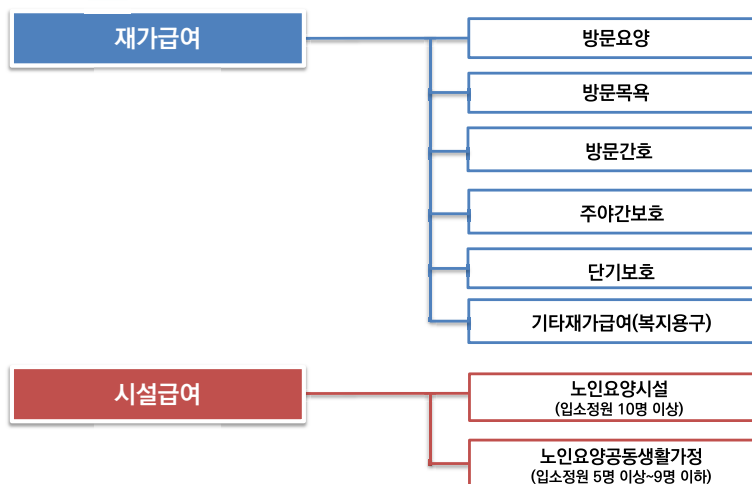 재가급여
방문요양
방문목욕
방문간호
주야간보호
단기보호
기타재가급여(복지용구)
시설급여
노인요양시설
(입소정원 10명 이상)
노인요양공동생활가정
(입소정원 5명 이상~9명 이하)